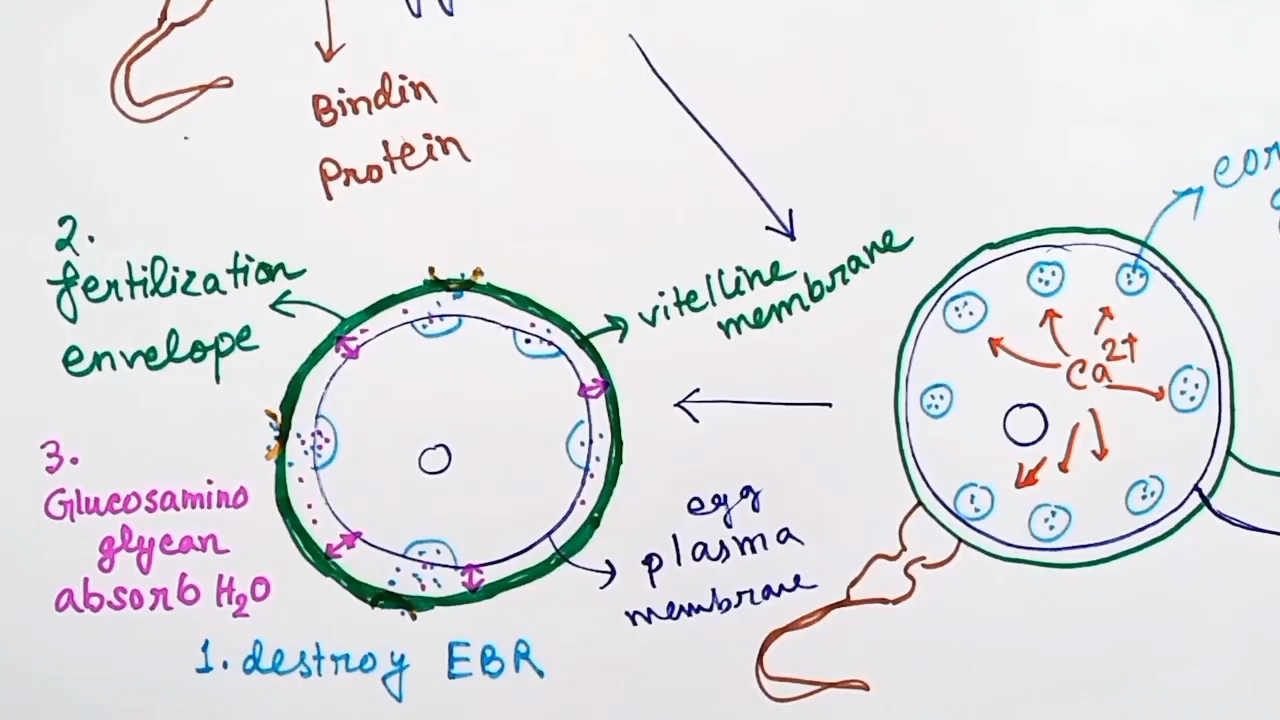 Bindin
Protein
2.
fertilization
envelope
vitelline
membrane
Ca2+
3.
Glucosamino
glycan
absorb H2O
egg
plasma
membrane
1. destroy EBR